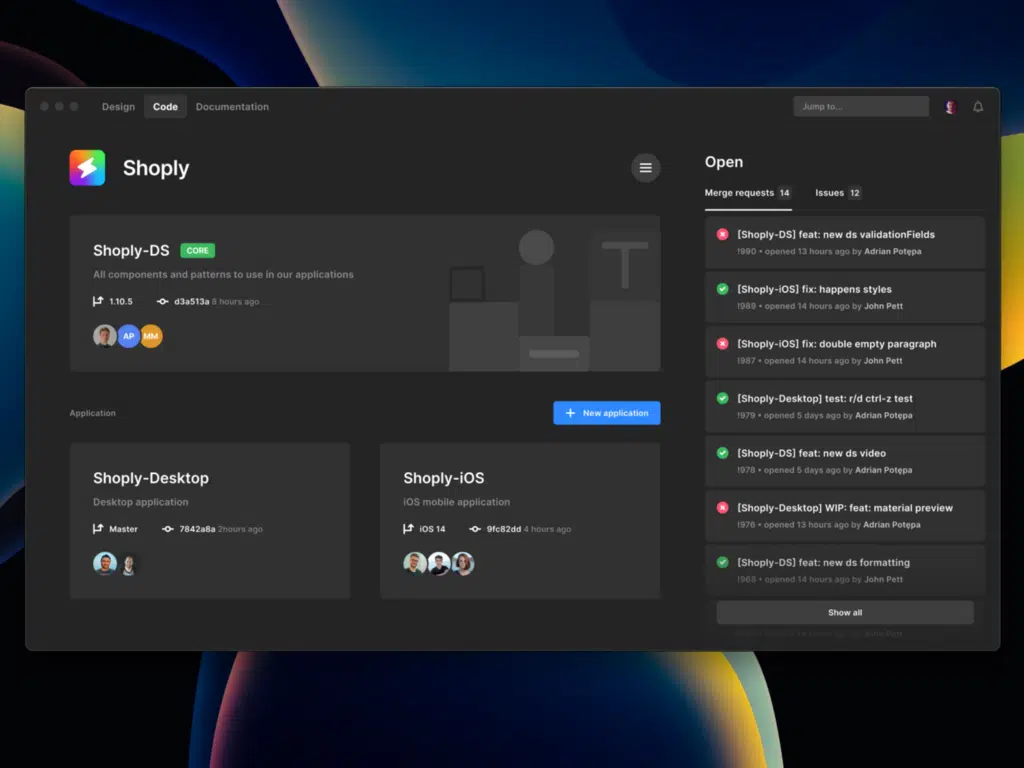 Design
Code
Documentation
Jump to...
Shoply
Shoply-DS
CORE
All components and patterns to use in our applications
1.10.5
d3a513a 8 hours ago
AP
MM
T
Application
New application
Shoply-Desktop
Desktop application
Master
7842a8a 2hours ago
Shoply-iOS
iOS mobile application
iOS 14
9fc82dd 4 hours ago
Open
Merge requests 14
Issues 12
[Shoply-DS] feat: new ds validationFields
!990 • opened 13 hours ago by Adrian Potępa
[Shoply-iOS] fix: happens styles
!989 • opened 14 hours ago by John Pett
[Shoply-iOS] fix: double empty paragraph
!987 • opened 14 hours ago by John Pett
[Shoply-Desktop] test: r/d ctrl-z test
!979 • opened 5 days ago by Adrian Potępa
[Shoply-DS] feat: new ds video
!978 • opened 5 days ago by Adrian Potępa
[Shoply-Desktop] WIP: feat: material preview
!976 • opened 13 hours ago by Adrian Potępa
[Shoply-DS] feat: new ds formatting
!968 • opened 14 hours ago by John Pett
Show all